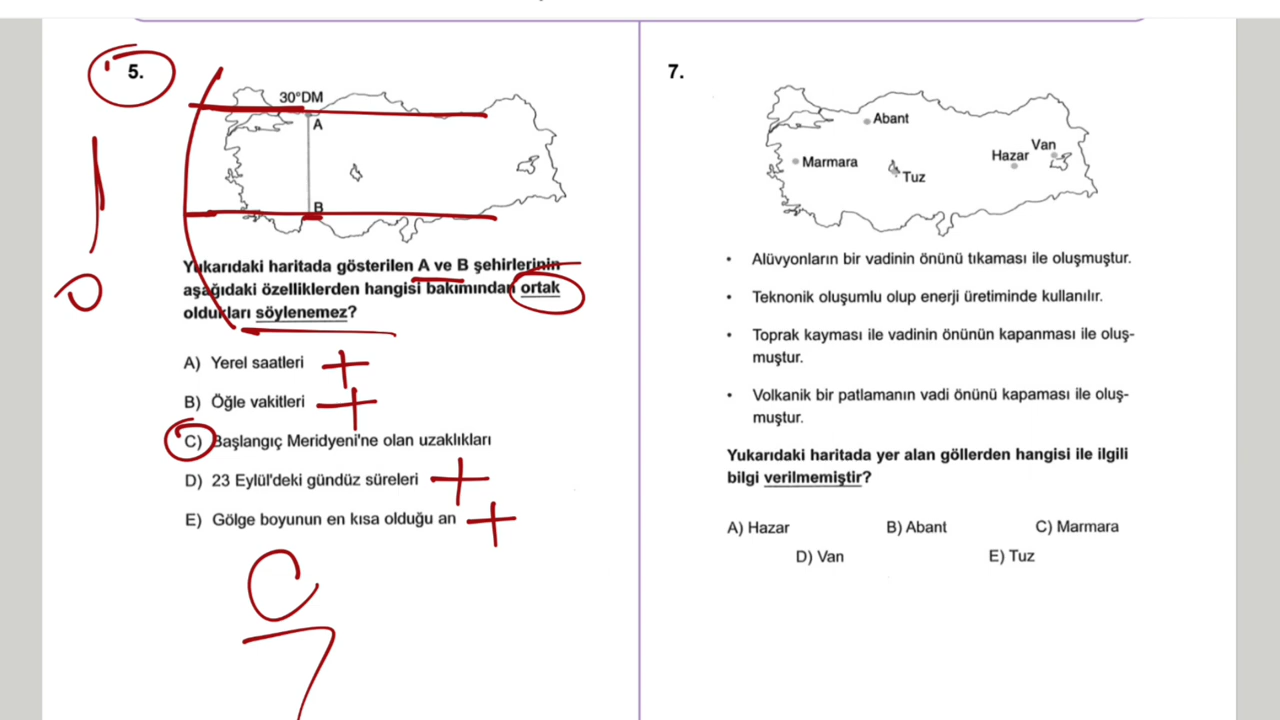 5.
30°DM
A
B
Yukarıdaki haritada gösterilen A ve B şehirlerinin
aşağıdaki özelliklerden hangisi bakımından ortak
oldukları söylenemez?
A) Yerel saatleri
B) Öğle vakitleri
C) Başlangıç Meridyeni'ne olan uzaklıkları
D) 23 Eylül'deki gündüz süreleri
E) Gölge boyunun en kısa olduğu an
C
7.
Abant
Van
Hazar
Marmara
Tuz
• Alüvyonların bir vadinin önünü tıkaması ile oluşmuştur.
• Teknonik oluşumlu olup enerji üretiminde kullanılır.
• Toprak kayması ile vadinin önünün kapanması ile oluş-
muştur.
• Volkanik bir patlamanın vadi önünü kapaması ile oluş-
muştur.
Yukarıdaki haritada yer alan göllerden hangisi ile ilgili
bilgi verilmemiştir?
A) Hazar B) Abant C) Marmara
D) Van E) Tuz